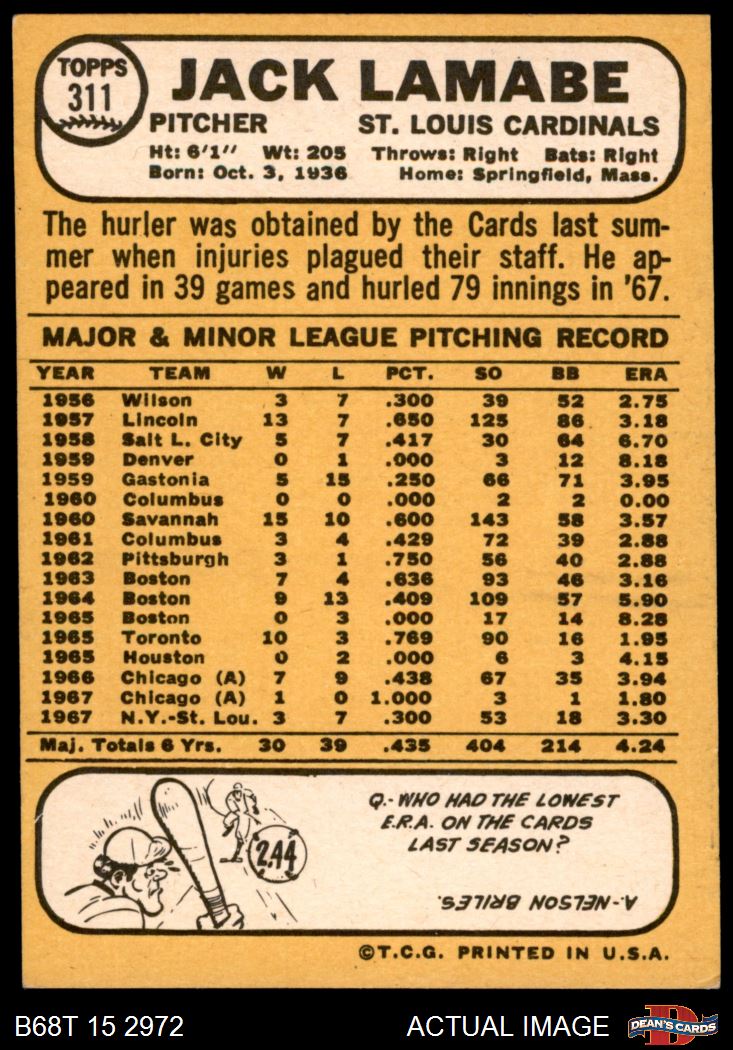 TOPPS
311
JACK LAMABE
PITCHER ST. LOUIS CARDINALS
Ht: 6'1" Wt: 205 Throws: Right Bats: Right
Born: Oct. 3, 1936 Home: Springfield, Mass.
The hurler was obtained by the Cards last sum-
mer when injuries plagued their staff. He ap-
peared in 39 games and hurled 79 innings in '67.
MAJOR & MINOR LEAGUE PITCHING RECORD
YEAR TEAM W L PCT. SO BB ERA
1956 Wilson 3 7 .300 39 52 2.75
1957 Lincoln 13 7 .650 125 86 3.18
1958 Salt L. City 5 7 .417 30 64 6.70
1959 Denver 0 1 .000 3 12 8.18
1959 Gastonia 5 15 .250 66 71 3.95
1960 Columbus 0 0 .000 2 2 0.00
1960 Savannah 15 10 .600 143 58 3.57
1961 Columbus 3 4 .429 72 39 2.88
1962 Pittsburgh 3 1 .750 56 40 2.88
1963 Boston 7 4 .636 93 46 3.16
1964 Boston 9 13 .409 109 57 5.90
1965 Boston 0 3 .000 17 14 8.28
1965 Toronto 10 3 .769 90 16 1.95
1965 Houston 0 2 .000 6 3 4.15
1966 Chicago (A) 7 9 .438 67 35 3.94
1967 Chicago (A) 1 0 1.000 3 1 1.80
1967 N.Y.-St. Lou. 3 7 .300 53 18 3.30
Maj. Totals 6 Yrs. 30 39 .435 404 214 4.24
2.44
Q.- WHO HAD THE LOWEST
E.R.A. ON THE CARDS
LAST SEASON?
A-NELSON BRILES.
©T.C.G. PRINTED IN U.S.A.
B68T 15 2972 ACTUAL IMAGE
D
DEAN'S CARDS